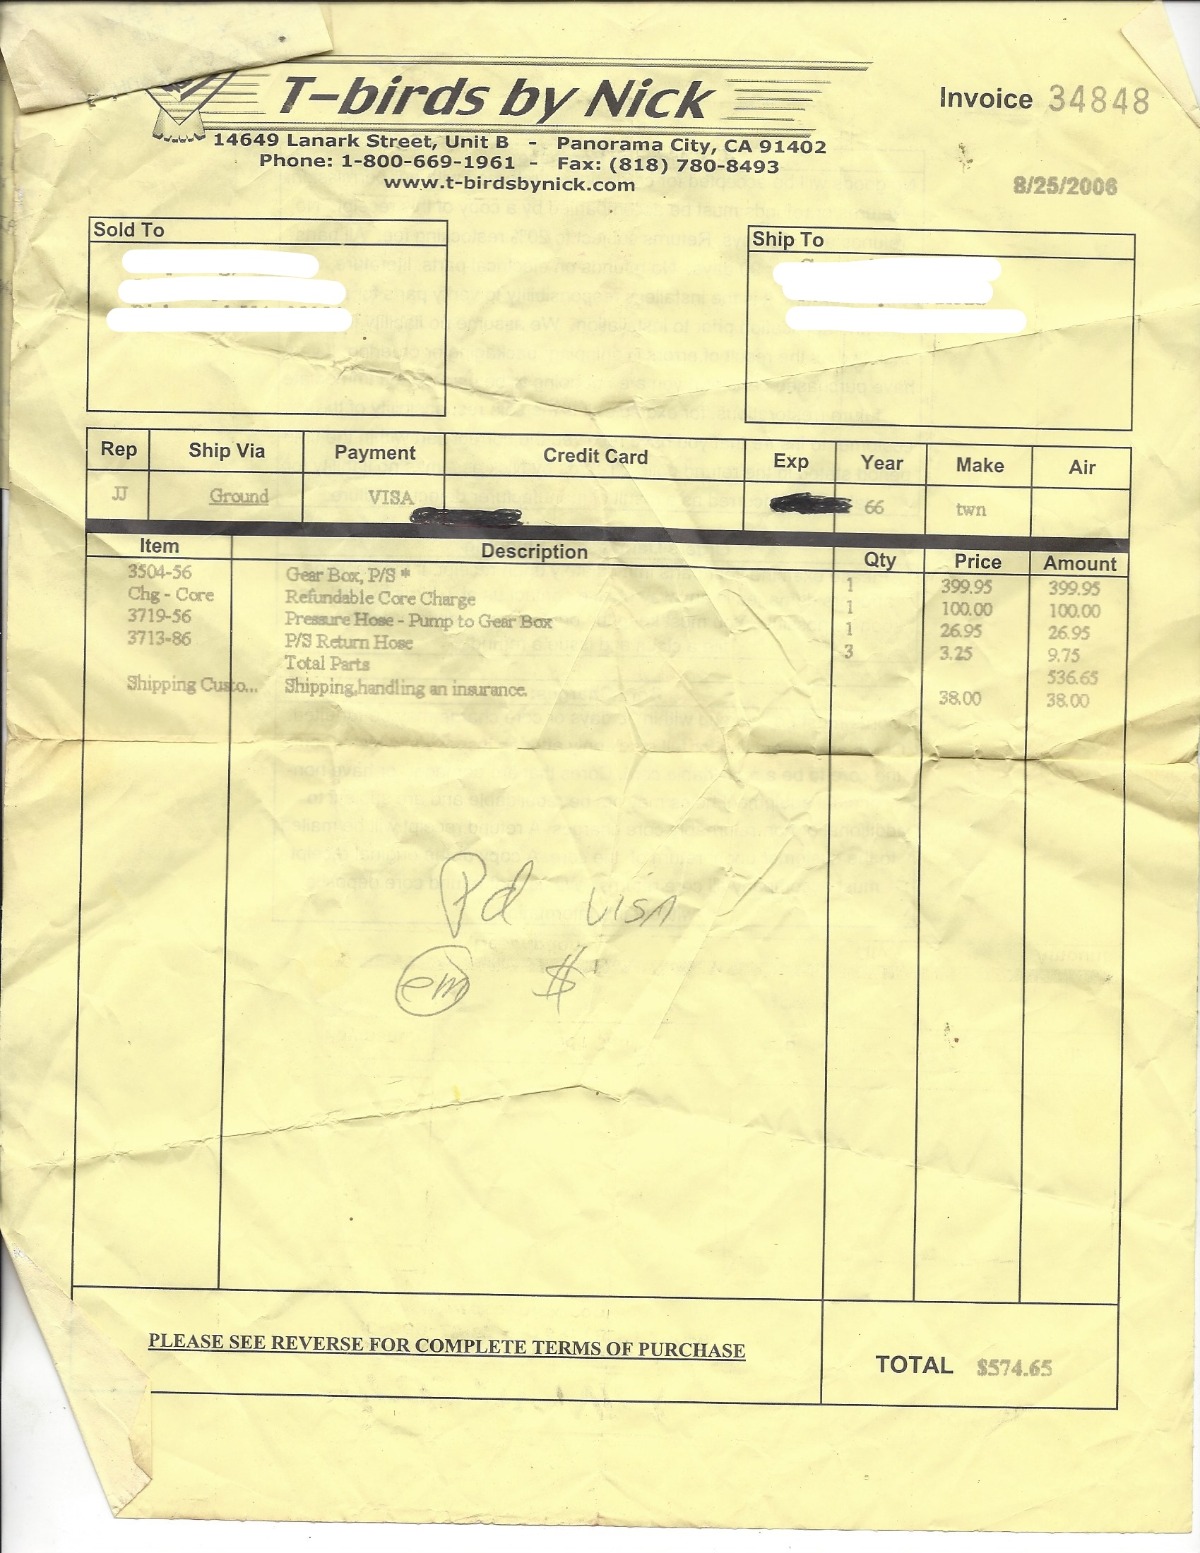 T-birds by Nick
Invoice 34848
14649 Lanark Street, Unit B - Panorama City, CA 91402
Phone: 1-800-669-1961 - Fax: (818) 780-8493
www.t-birdsbynick.com
8/25/2006
Sold To
Ship To
Rep Ship Via Payment Credit Card Exp Year Make Air
JJ Ground VISA 66 twn
Item Description Qty Price Amount
3504-56 Gear Box, P/S * 1 399.95 399.95
Chg - Core Refundable Core Charge 1 100.00 100.00
3719-56 Pressure Hose - Pump to Gear Box 1 26.95 26.95
3713-86 P/S Return Hose 3 3.25 9.75
Total Parts 536.65
Shipping Custo... Shipping,handling an insurance. 38.00 38.00
Pd VISA
em $
PLEASE SEE REVERSE FOR COMPLETE TERMS OF PURCHASE
TOTAL $574.65